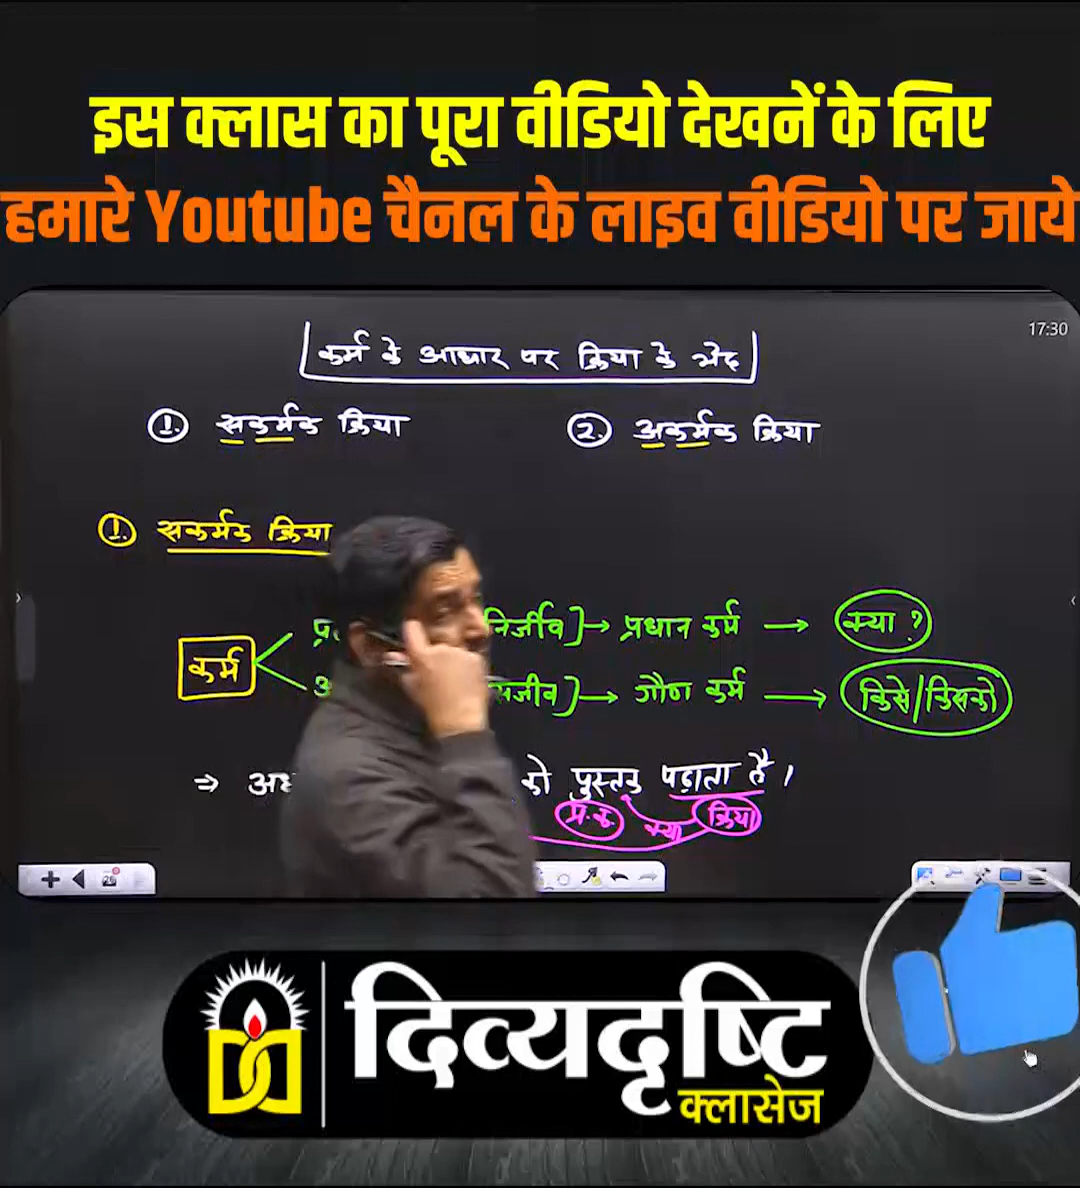 इस क्लास का पूरा वीडियो देखनें के लिए
हमारे Youtube चैनल के लाइव वीडियो पर जाये
17:30
कर्म के आधार पर क्रिया के भेद
① सकर्मक क्रिया ② अकर्मक क्रिया
① सकर्मक क्रिया
निर्जीव] → प्रधान कर्म → क्या ?
कर्म
सजीव] → गौण कर्म → किसे/किसको
⇒ को पुस्तक पढ़ाता है।
प्र.क. क्या क्रिया
दिव्यदृष्टि
क्लासेज